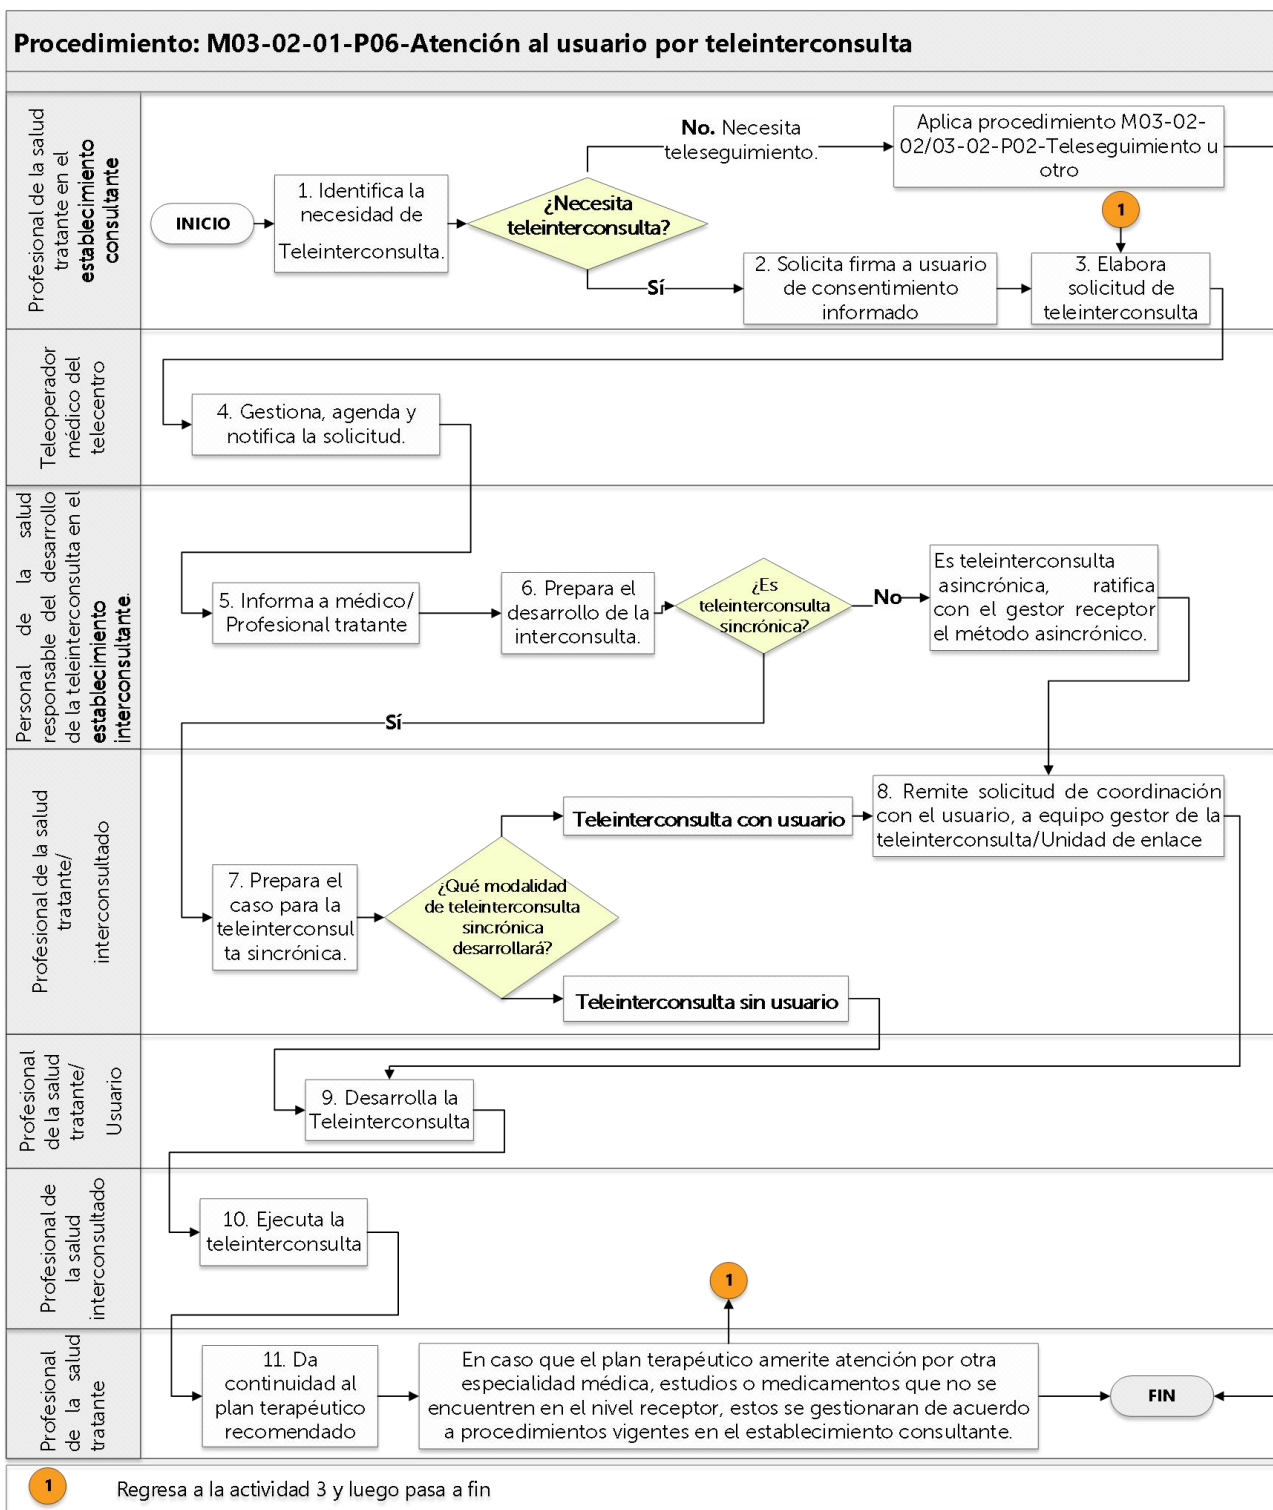 Procedimiento: M03-02-01-P06-Atención al usuario por teleinterconsulta
Profesional de la salud
tratante en el
establecimiento
consultante
INICIO
1. Identifica la
necesidad de
Teleinterconsulta.
¿Necesita
teleinterconsulta?
No. Necesita
teleseguimiento.
Aplica procedimiento M03-02-
02/03-02-P02-Teleseguimiento u
otro
1
Sí
2. Solicita firma a usuario
de consentimiento
informado
3. Elabora
solicitud de
teleinterconsulta
Teleoperador
médico del
telecentro
4. Gestiona, agenda y
notifica la solicitud.
Personal de la salud
responsable del desarrollo
de la teleinterconsulta en el
establecimiento
interconsultante.
5. Informa a médico/
Profesional tratante
6. Prepara el
desarrollo de la
interconsulta.
¿Es
teleinterconsulta
sincrónica?
No
Es teleinterconsulta
asincrónica, ratifica
con el gestor receptor
el método asincrónico.
Sí
Profesional de la salud
tratante/
interconsultado
7. Prepara el
caso para la
teleinterconsul
ta sincrónica.
¿Qué modalidad
de teleinterconsulta
sincrónica
desarrollará?
Teleinterconsulta con usuario
8. Remite solicitud de coordinación
con el usuario, a equipo gestor de la
teleinterconsulta/Unidad de enlace
Teleinterconsulta sin usuario
Profesional
de la salud
tratante/
Usuario
9. Desarrolla la
Teleinterconsulta
Profesional de
la salud
interconsultado
10. Ejecuta la
teleinterconsulta
1
Profesional
de la salud
tratante
11. Da
continuidad al
plan terapéutico
recomendado
En caso que el plan terapéutico amerite atención por otra
especialidad médica, estudios o medicamentos que no se
encuentren en el nivel receptor, estos se gestionaran de acuerdo
a procedimientos vigentes en el establecimiento consultante.
FIN
1
Regresa a la actividad 3 y luego pasa a fin